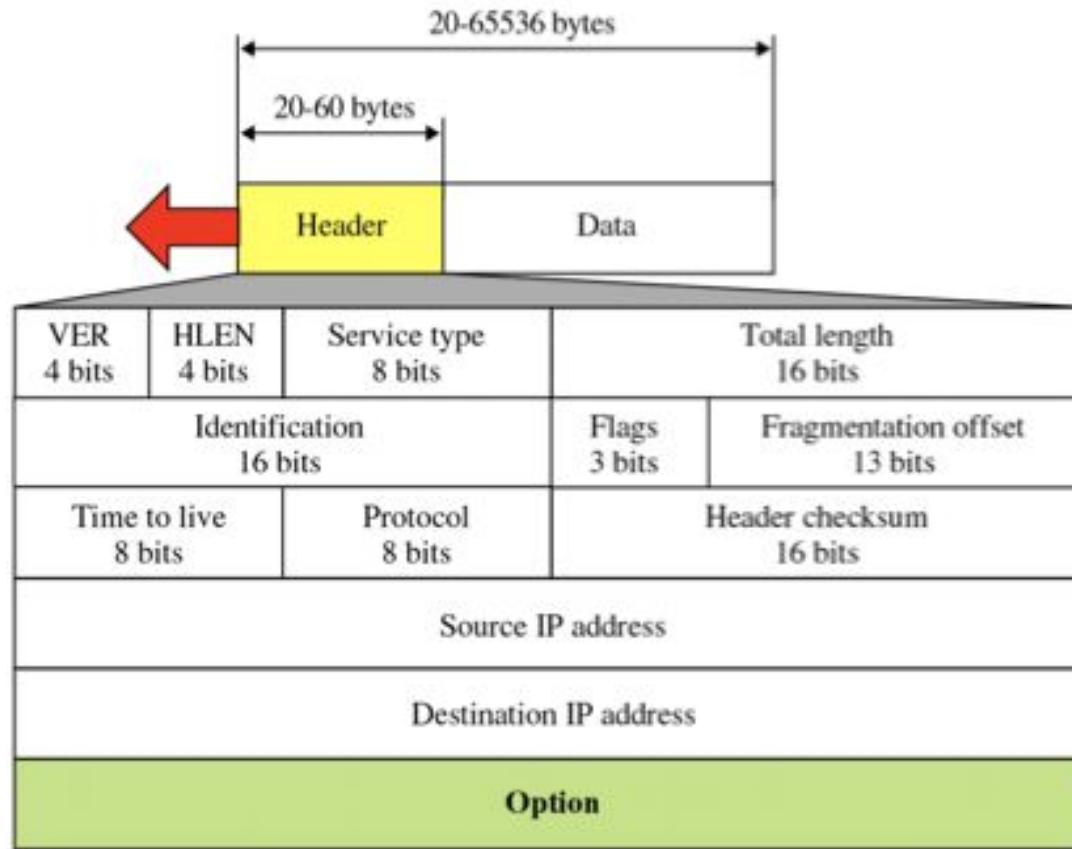 20-65536 bytes
20-60 bytes
Header
Data
VER
4 bits
HLEN
4 bits
Service type
8 bits
Total length
16 bits
Identification
16 bits
Flags
3 bits
Fragmentation offset
13 bits
Time to live
8 bits
Protocol
8 bits
Header checksum
16 bits
Source IP address
Destination IP address
Option